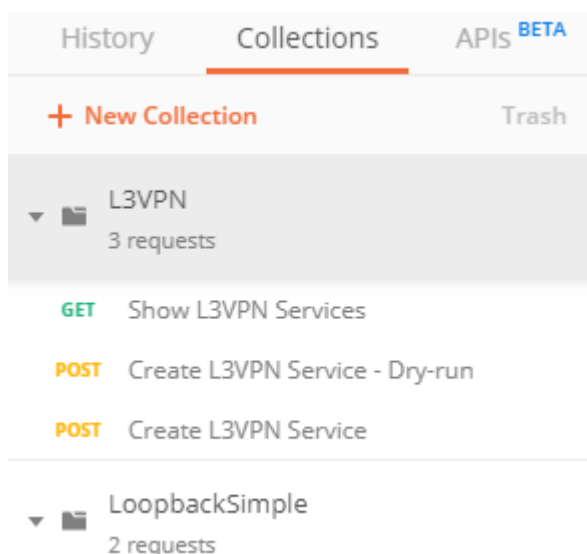 History Collections APIs BETA
+ New Collection Trash
L3VPN
3 requests
GET Show L3VPN Services
POST Create L3VPN Service - Dry-run
POST Create L3VPN Service
LoopbackSimple
2 requests